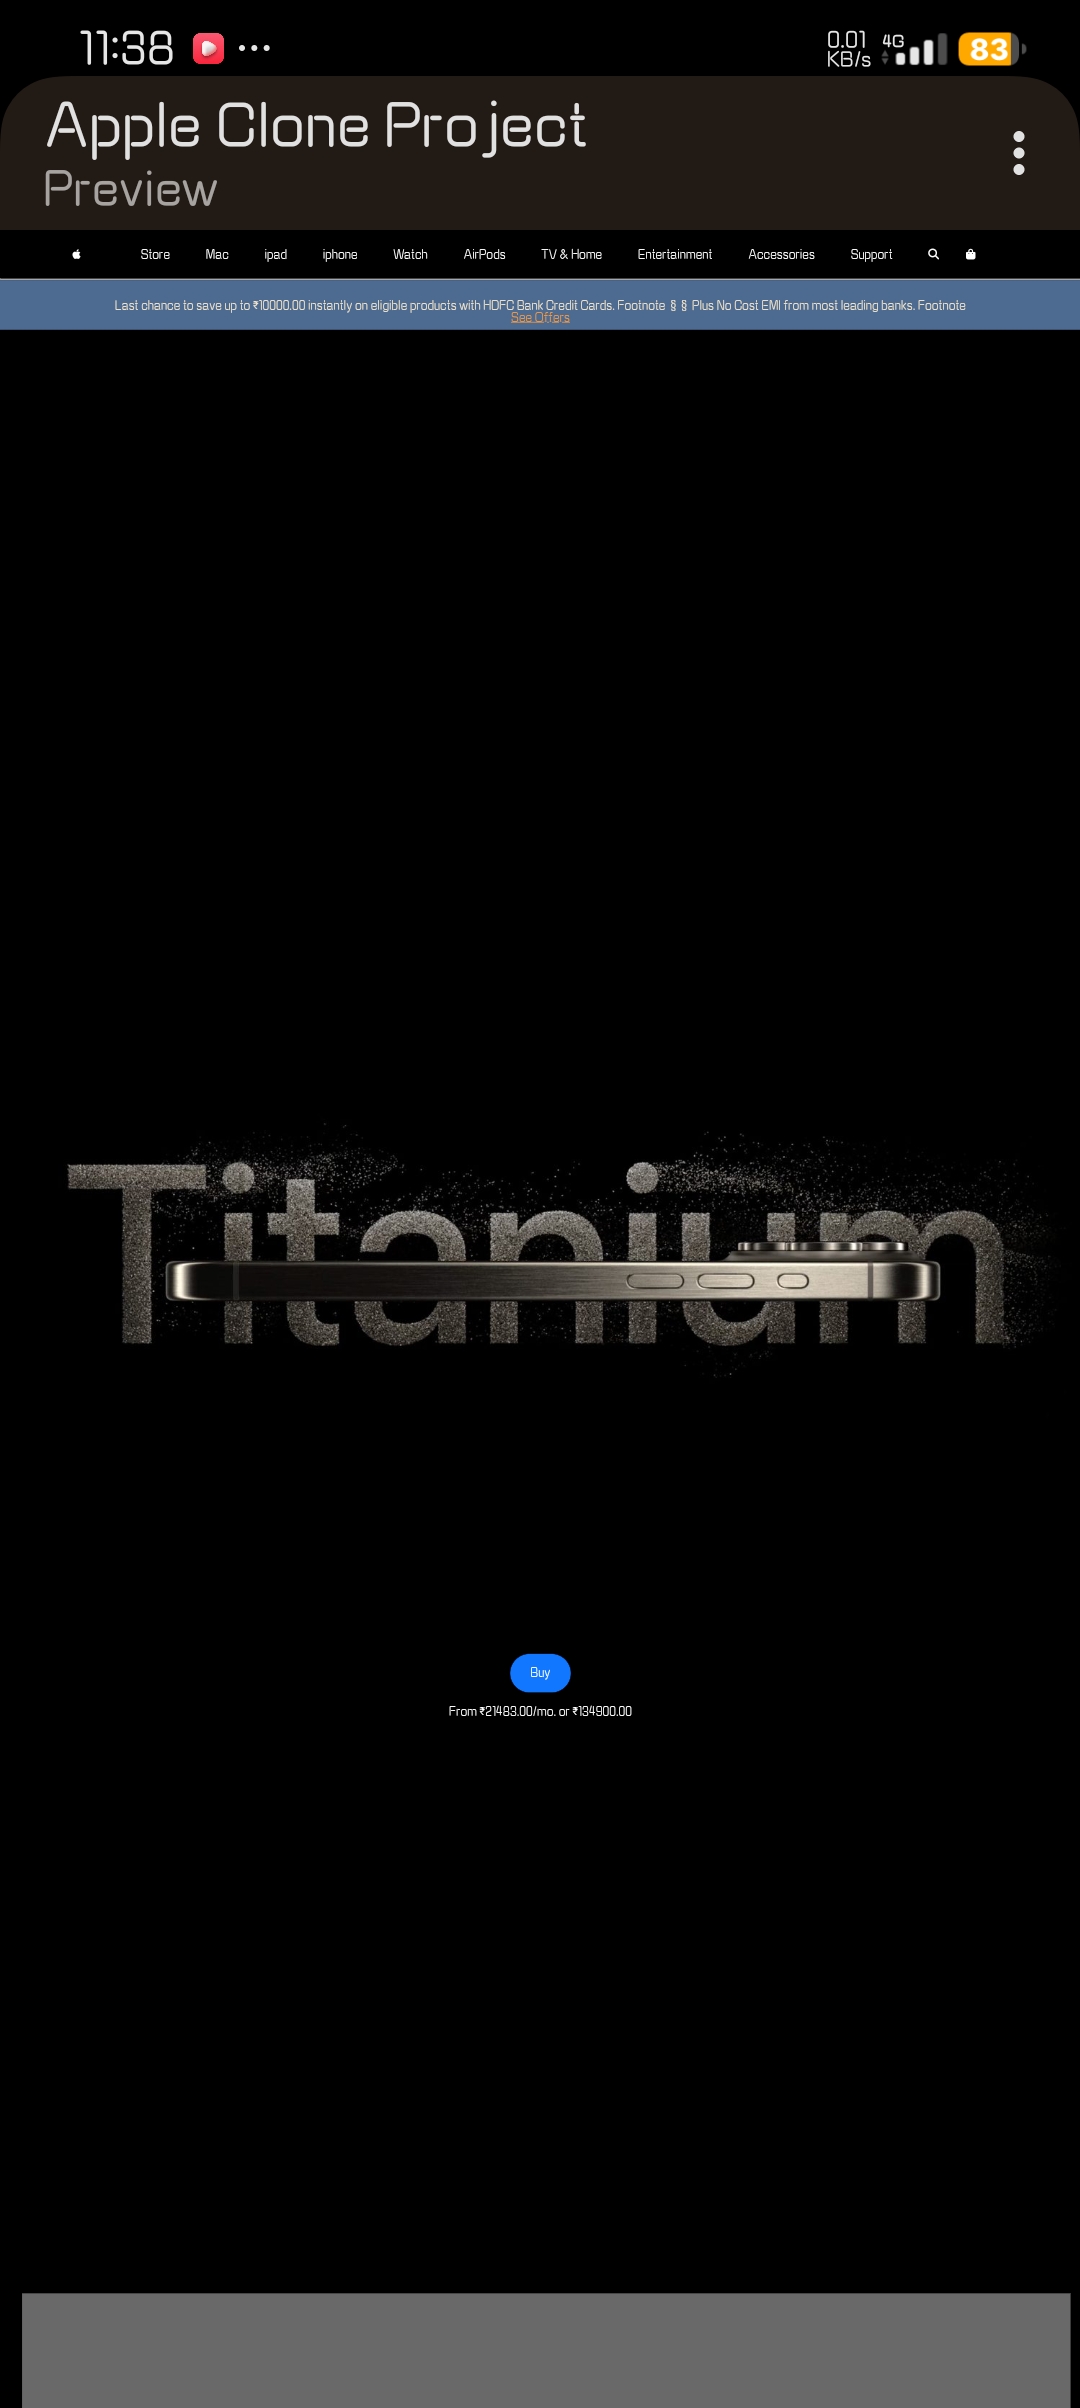 11:38
0.01
KB/s
4G
83
Apple Clone Project
Preview
Store Mac ipad iphone Watch AirPods TV & Home Entertainment Accessories Support
Last chance to save up to ₹10000.00 instantly on eligible products with HDFC Bank Credit Cards. Footnote § § Plus No Cost EMI from most leading banks. Footnote
See Offers
Titanium
Buy
From ₹21483.00/mo. or ₹134900.00